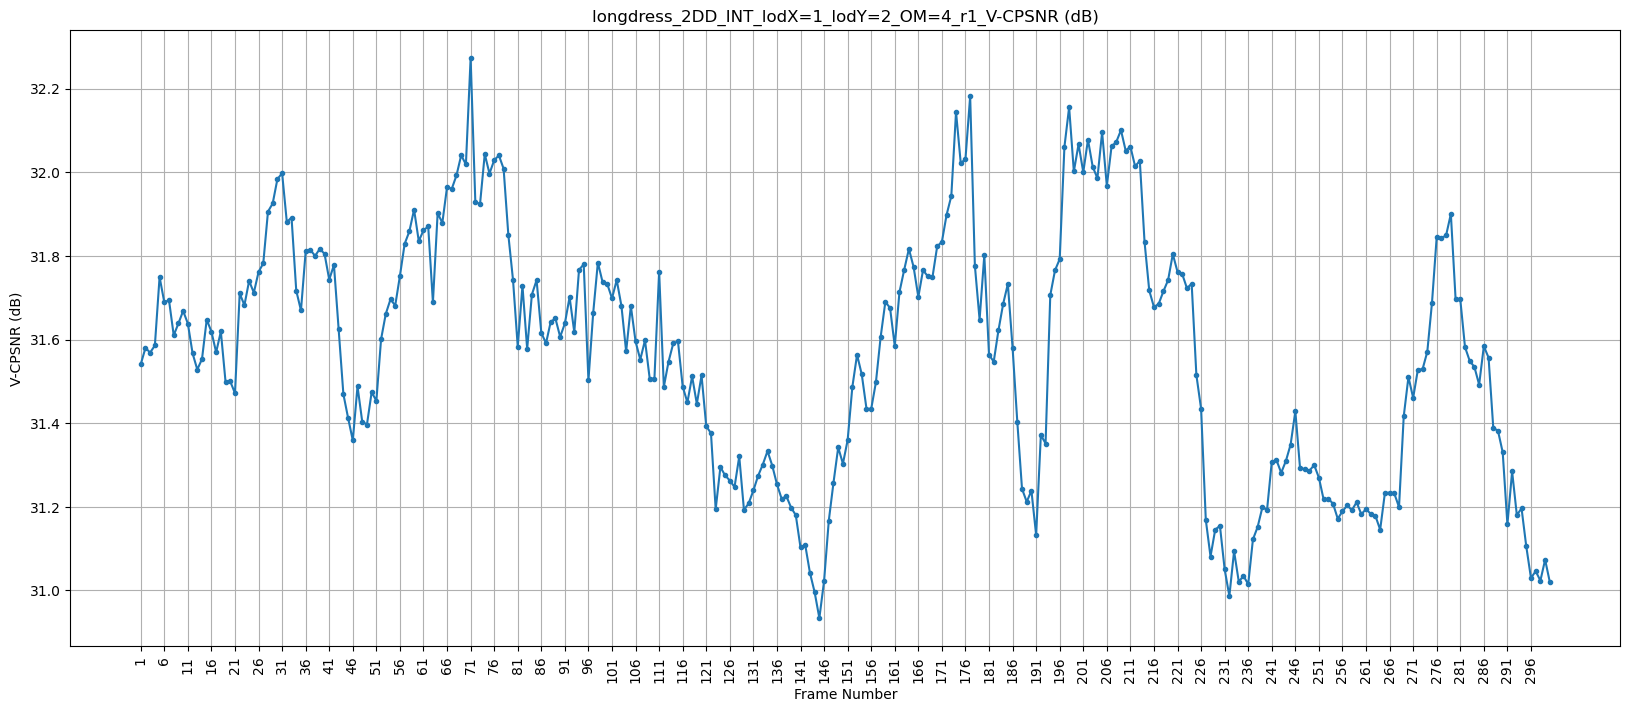 longdress_2DD_INT_lodX=1_lodY=2_OM=4_r1_V-CPSNR (dB)
V-CPSNR (dB)
32.2
32.0
31.8
31.6
31.4
31.2
31.0
1 6 11 16 21 26 31 36 41 46 51 56 61 66 71 76 81 86 91 96 101 106 111 116 121 126 131 136 141 146 151 156 161 166 171 176 181 186 191 196 201 206 211 216 221 226 231 236 241 246 251 256 261 266 271 276 281 286 291 296
Frame Number